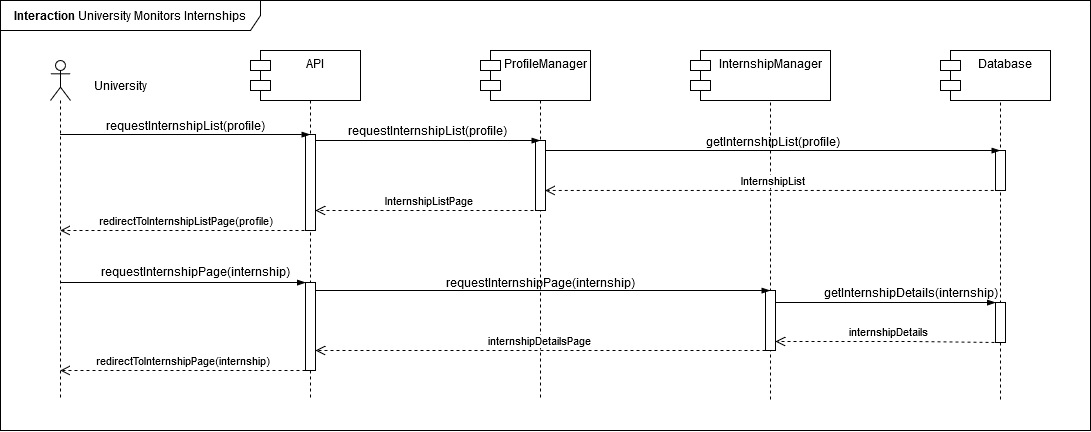 Interaction University Monitors Internships
University
API
ProfileManager
InternshipManager
Database
requestInternshipList(profile)
requestInternshipList(profile)
getInternshipList(profile)
InternshipList
InternshipListPage
redirectToInternshipListPage(profile)
requestInternshipPage(internship)
requestInternshipPage(internship)
getInternshipDetails(internship)
internshipDetails
internshipDetailsPage
redirectToInternshipPage(internship)